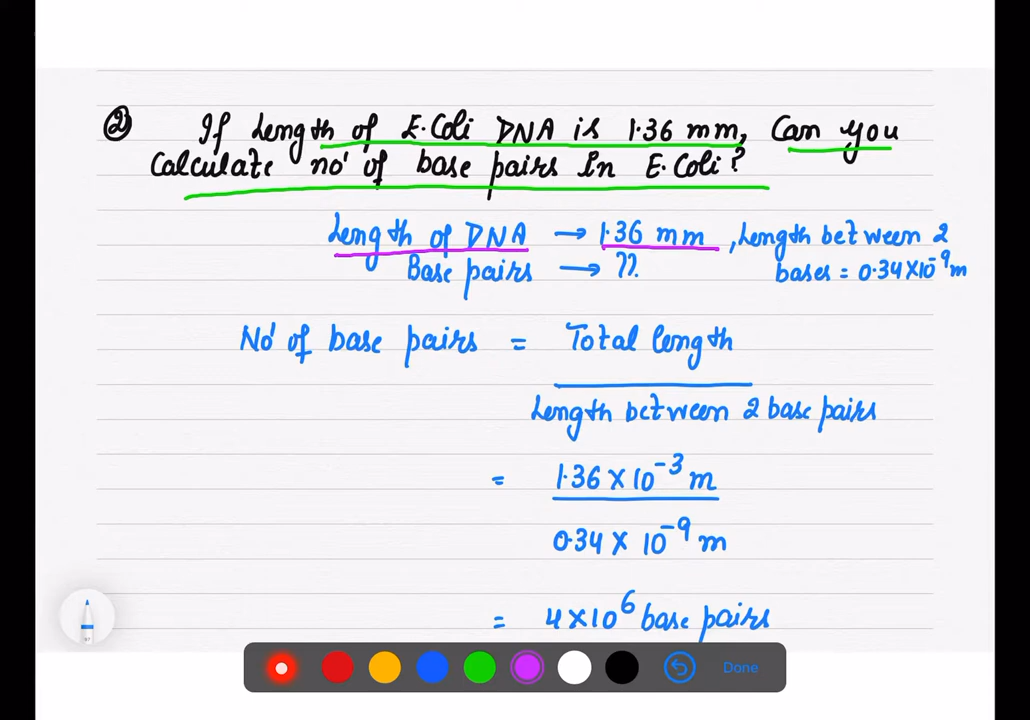 ② If Length of E.Coli DNA is 1.36 mm, Can you
Calculate no' of base pairs In E.Coli?
Length of DNA → 1.36 mm, Length between 2
Base pairs → ??  bases = 0.34×10⁻⁹m
No' of base pairs = Total length
Length between 2 base pairs
= 1.36 × 10⁻³ m
0.34 × 10⁻⁹ m
= 4×10⁶ base pairs
97
Done